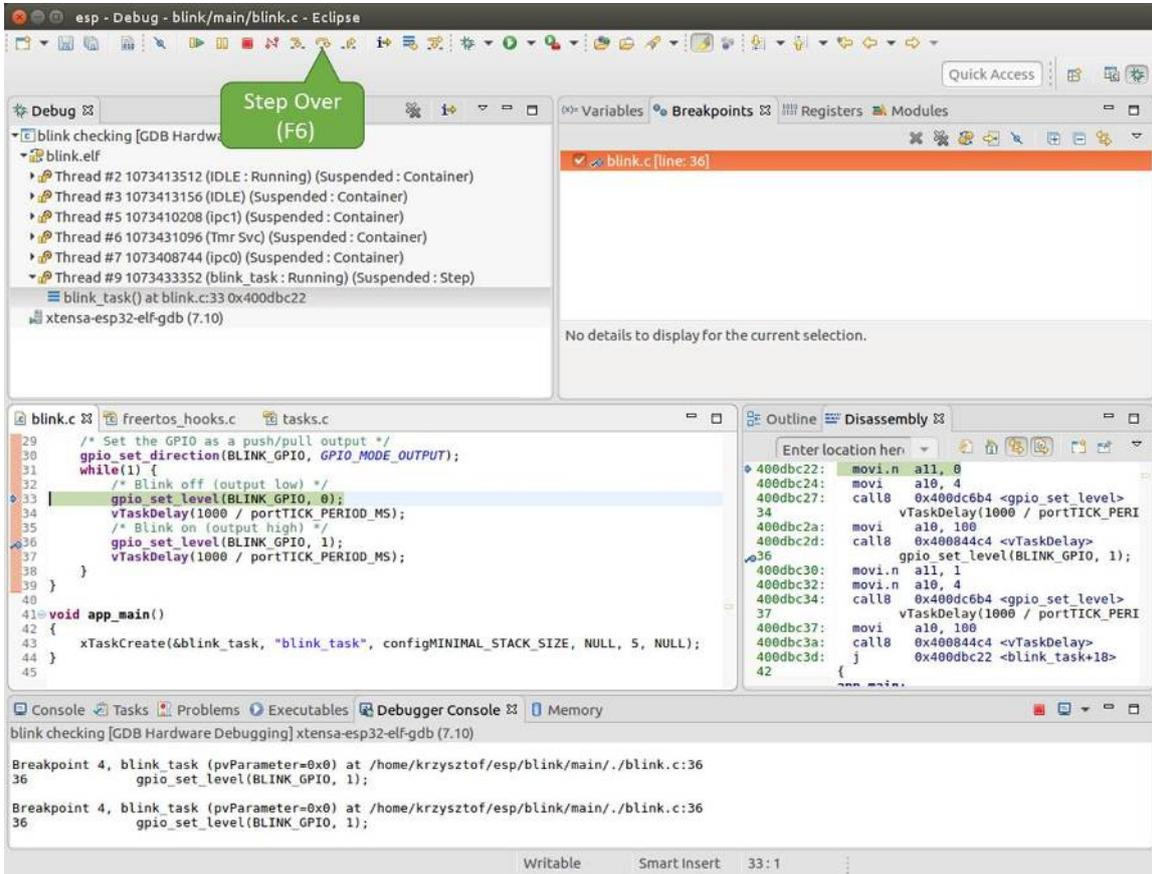 esp - Debug - blink/main/blink.c - Eclipse
Quick Access
Step Over
(F6)
Debug
blink checking [GDB Hardwa
blink.elf
Thread #2 1073413512 (IDLE : Running) (Suspended : Container)
Thread #3 1073413156 (IDLE) (Suspended : Container)
Thread #5 1073410208 (ipc1) (Suspended : Container)
Thread #6 1073431096 (Tmr Svc) (Suspended : Container)
Thread #7 1073408744 (ipc0) (Suspended : Container)
Thread #9 1073433352 (blink_task : Running) (Suspended : Step)
blink_task() at blink.c:33 0x400dbc22
xtensa-esp32-elf-gdb (7.10)
(x)= Variables Breakpoints Registers Modules
blink.c [line: 36]
No details to display for the current selection.
blink.c freertos_hooks.c tasks.c
29 /* Set the GPIO as a push/pull output */
30 gpio_set_direction(BLINK_GPIO, GPIO_MODE_OUTPUT);
31 while(1) {
32 /* Blink off (output low) */
33 gpio_set_level(BLINK_GPIO, 0);
34 vTaskDelay(1000 / portTICK_PERIOD_MS);
35 /* Blink on (output high) */
36 gpio_set_level(BLINK_GPIO, 1);
37 vTaskDelay(1000 / portTICK_PERIOD_MS);
38 }
39 }
40
41 void app_main()
42 {
43 xTaskCreate(&blink_task, "blink_task", configMINIMAL_STACK_SIZE, NULL, 5, NULL);
44 }
45
Outline Disassembly
Enter location her
400dbc22: movi.n a11, 0
400dbc24: movi a10, 4
400dbc27: call8 0x400dc6b4 <gpio_set_level>
34 vTaskDelay(1000 / portTICK_PERI
400dbc2a: movi a10, 100
400dbc2d: call8 0x400844c4 <vTaskDelay>
36 gpio_set_level(BLINK_GPIO, 1);
400dbc30: movi.n a11, 1
400dbc32: movi.n a10, 4
400dbc34: call8 0x400dc6b4 <gpio_set_level>
37 vTaskDelay(1000 / portTICK_PERI
400dbc37: movi a10, 100
400dbc3a: call8 0x400844c4 <vTaskDelay>
400dbc3d: j 0x400dbc22 <blink_task+18>
42 {
app_main:
Console Tasks Problems Executables Debugger Console Memory
blink checking [GDB Hardware Debugging] xtensa-esp32-elf-gdb (7.10)
Breakpoint 4, blink_task (pvParameter=0x0) at /home/krzysztof/esp/blink/main/./blink.c:36
36 gpio_set_level(BLINK_GPIO, 1);
Breakpoint 4, blink_task (pvParameter=0x0) at /home/krzysztof/esp/blink/main/./blink.c:36
36 gpio_set_level(BLINK_GPIO, 1);
Writable Smart Insert 33 : 1